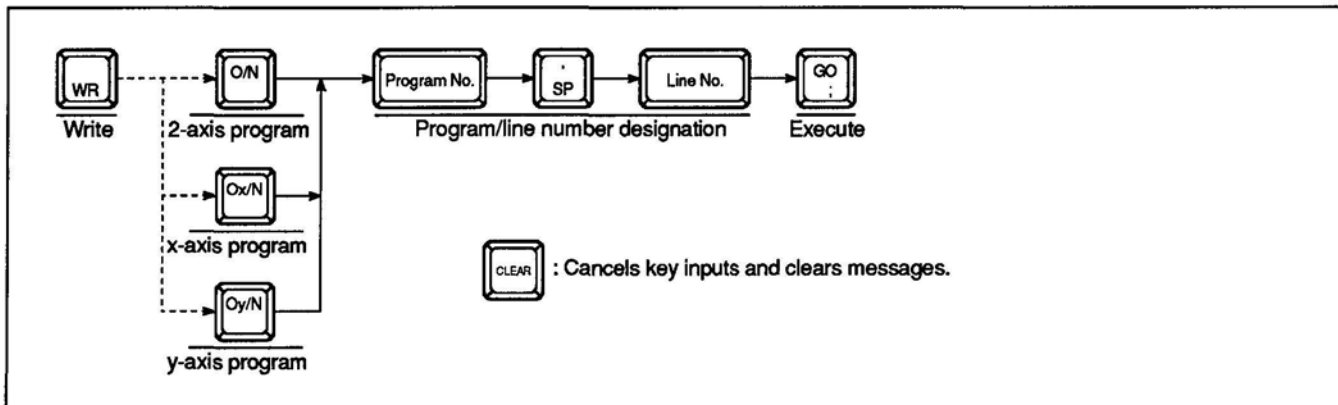 WR
Write
O/N
2-axis program
Program No.
'
SP
Line No.
Program/line number designation
GO
;
Execute
Ox/N
x-axis program
CLEAR
: Cancels key inputs and clears messages.
Oy/N
y-axis program